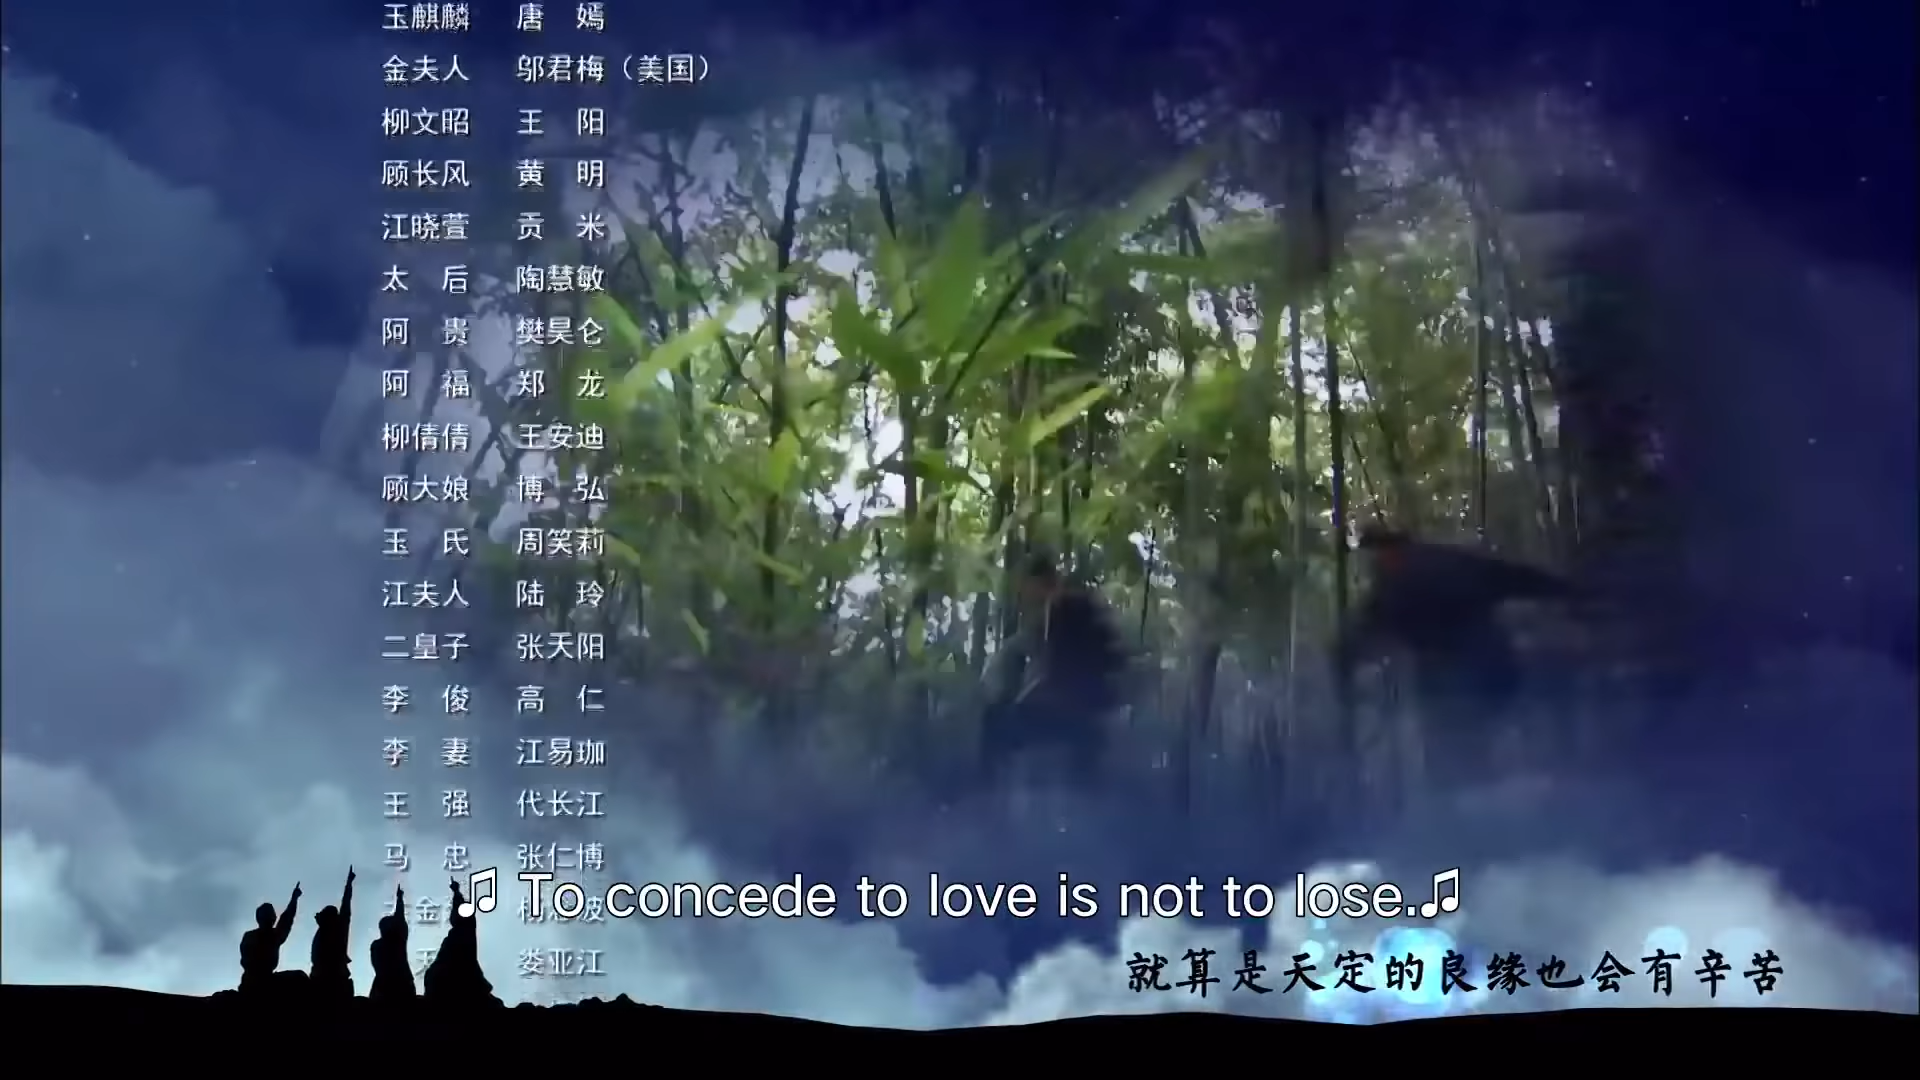 玉麒麟 唐 嫣
金夫人 邬君梅（美国）
柳文昭 王 阳
顾长风 黄 明
江晓萱 贡 米
太 后 陶慧敏
阿 贵 樊昊仑
阿 福 郑 龙
柳倩倩 王安迪
顾大娘 博 弘
玉 氏 周笑莉
江夫人 陆 玲
二皇子 张天阳
李 俊 高 仁
李 妻 江易珈
王 强 代长江
马 忠 张仁博
金 波
♫ To concede to love is not to lose.♫
天 娄亚江
就算是天定的良缘也会有辛苦